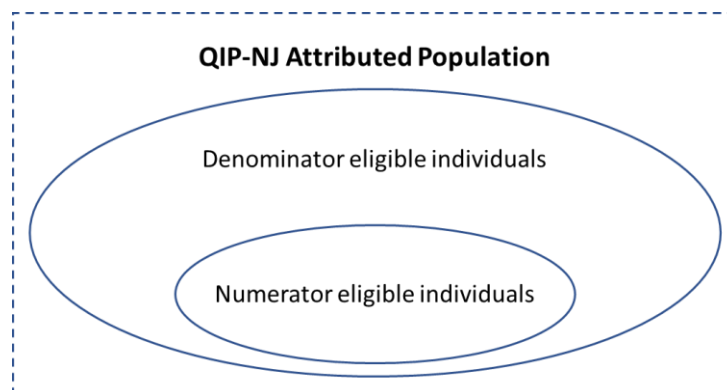 QIP-NJ Attributed Population
Denominator eligible individuals
Numerator eligible individuals